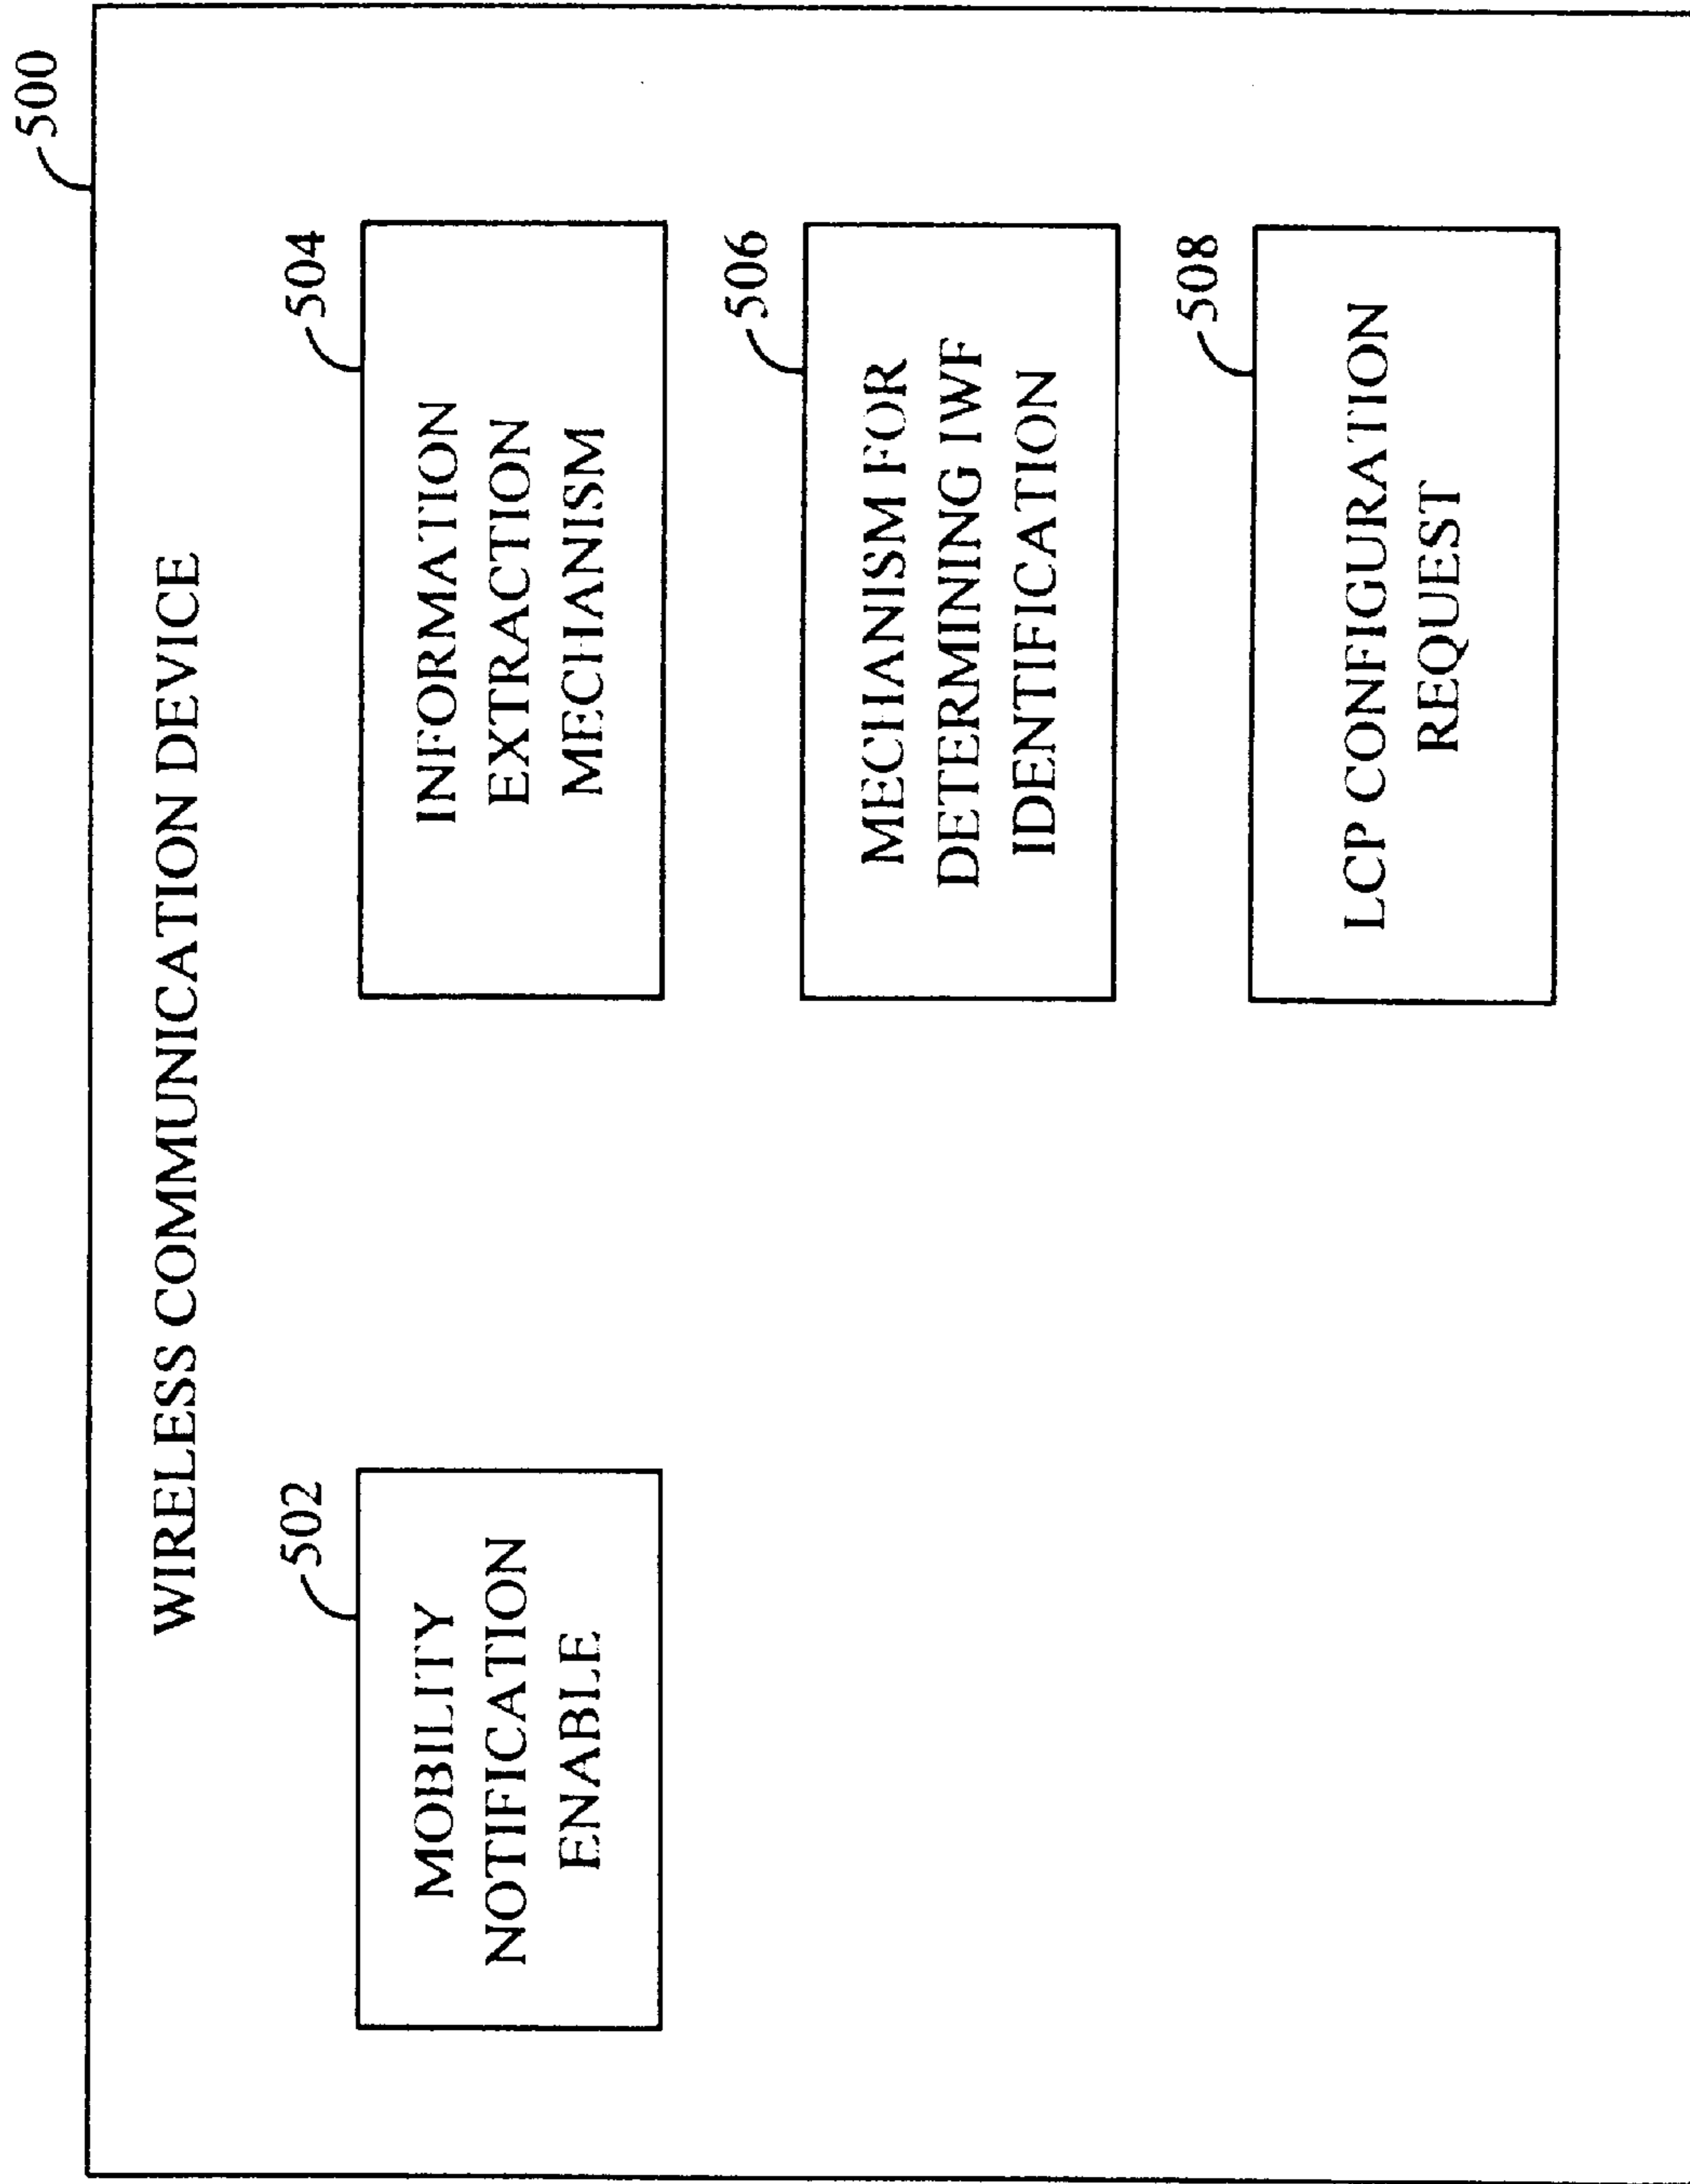 500
WIRELESS COMMUNICATION DEVICE
502
MOBILITY
NOTIFICATION
ENABLE
504
INFORMATION
EXTRACTION
MECHANISM
506
MECHANISM FOR
DETERMINING IWF
IDENTIFICATION
508
LCP CONFIGURATION
REQUEST